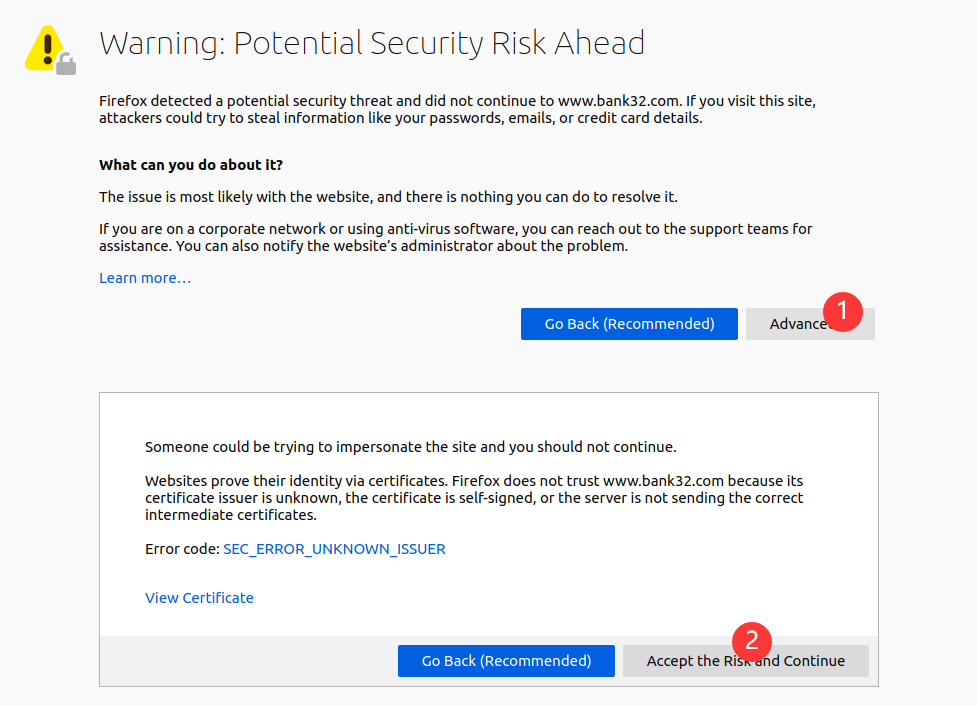 Warning: Potential Security Risk Ahead
Firefox detected a potential security threat and did not continue to www.bank32.com. If you visit this site,
attackers could try to steal information like your passwords, emails, or credit card details.
What can you do about it?
The issue is most likely with the website, and there is nothing you can do to resolve it.
If you are on a corporate network or using anti-virus software, you can reach out to the support teams for
assistance. You can also notify the website’s administrator about the problem.
Learn more…
1
Go Back (Recommended) Advance
Someone could be trying to impersonate the site and you should not continue.
Websites prove their identity via certificates. Firefox does not trust www.bank32.com because its
certificate issuer is unknown, the certificate is self-signed, or the server is not sending the correct
intermediate certificates.
Error code: SEC_ERROR_UNKNOWN_ISSUER
View Certificate
2
Go Back (Recommended) Accept the Risk and Continue